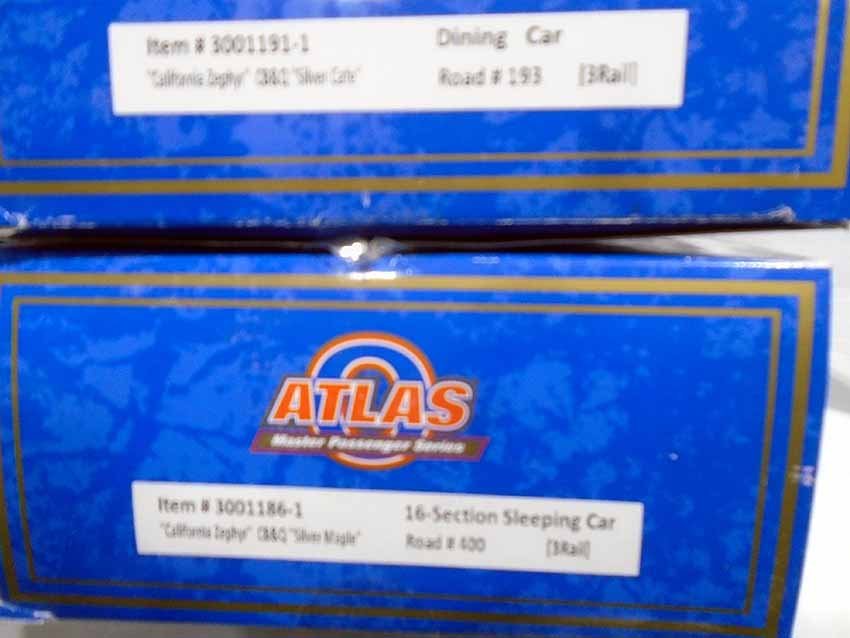 Item # 3001191-1 Dining Car
"California Zephyr" CB&Q "Silver Cafe" Road # 193 [3Rail]
ATLAS
Master Passenger Series
Item # 3001186-1 16-Section Sleeping Car
"California Zephyr" CB&Q "Silver Maple" Road # 400 [3Rail]